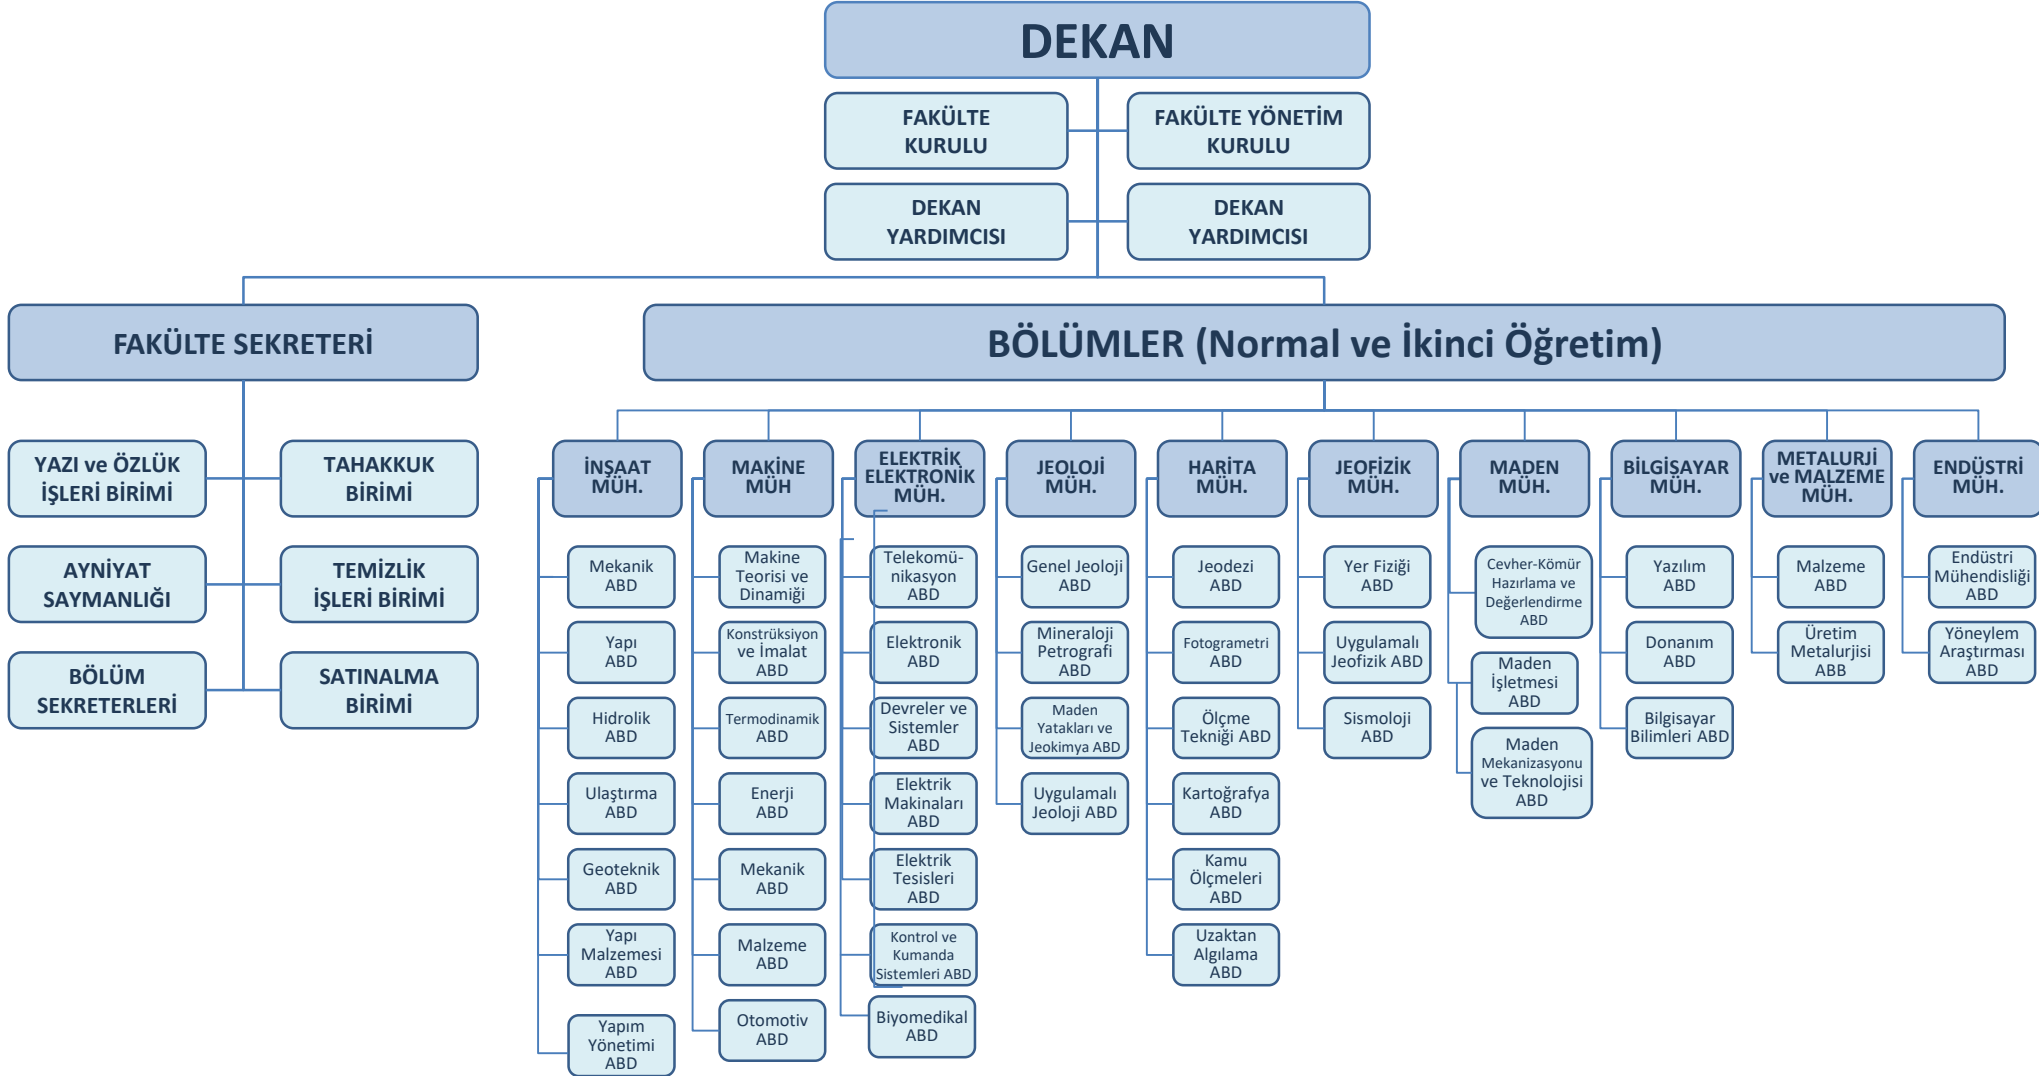 DEKAN
FAKÜLTE
KURULU
FAKÜLTE YÖNETİM
KURULU
DEKAN
YARDIMCISI
DEKAN
YARDIMCISI
FAKÜLTE SEKRETERİ
YAZI ve ÖZLÜK
İŞLERİ BİRİMİ
TAHAKKUK
BİRİMİ
AYNİYAT
SAYMANLIĞI
TEMİZLİK
İŞLERİ BİRİMİ
BÖLÜM
SEKRETERLERİ
SATINALMA
BİRİMİ
BÖLÜMLER (Normal ve İkinci Öğretim)
İNŞAAT
MÜH.
Mekanik
ABD
Yapı
ABD
Hidrolik
ABD
Ulaştırma
ABD
Geoteknik
ABD
Yapı
Malzemesi
ABD
Yapım
Yönetimi
ABD
MAKİNE
MÜH
Makine
Teorisi ve
Dinamiği
Konstrüksiyon
ve İmalat
ABD
Termodinamik
ABD
Enerji
ABD
Mekanik
ABD
Malzeme
ABD
Otomotiv
ABD
ELEKTRİK
ELEKTRONİK
MÜH.
Telekomü-
nikasyon
ABD
Elektronik
ABD
Devreler ve
Sistemler
ABD
Elektrik
Makinaları
ABD
Elektrik
Tesisleri
ABD
Kontrol ve
Kumanda
Sistemleri ABD
Biyomedikal
ABD
JEOLOJİ
MÜH.
Genel Jeoloji
ABD
Mineraloji
Petrografi
ABD
Maden
Yatakları ve
Jeokimya ABD
Uygulamalı
Jeoloji ABD
HARİTA
MÜH.
Jeodezi
ABD
Fotogrametri
ABD
Ölçme
Tekniği ABD
Kartoğrafya
ABD
Kamu
Ölçmeleri
ABD
Uzaktan
Algılama
ABD
JEOFİZİK
MÜH.
Yer Fiziği
ABD
Uygulamalı
Jeofizik ABD
Sismoloji
ABD
MADEN
MÜH.
Cevher-Kömür
Hazırlama ve
Değerlendirme
ABD
Maden
İşletmesi
ABD
Maden
Mekanizasyonu
ve Teknolojisi
ABD
BİLGİSAYAR
MÜH.
Yazılım
ABD
Donanım
ABD
Bilgisayar
Bilimleri ABD
METALURJİ
ve MALZEME
MÜH.
Malzeme
ABD
Üretim
Metalurjisi
ABB
ENDÜSTRİ
MÜH.
Endüstri
Mühendisliği
ABD
Yöneylem
Araştırması
ABD